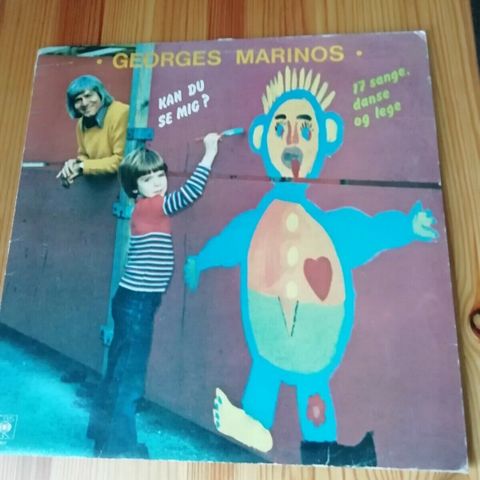 • GEORGES MARINOS •
KAN DU
SE MIG?
17 sange,
danse
og lege